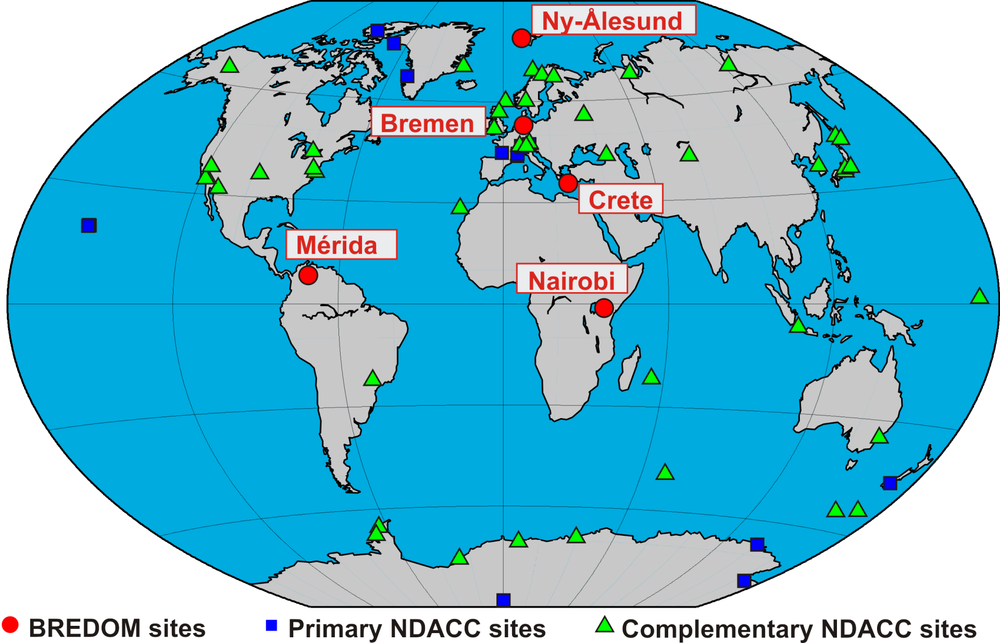 Ny-Ålesund
Bremen
Crete
Mérida
Nairobi
BREDOM sites
Primary NDACC sites
Complementary NDACC sites